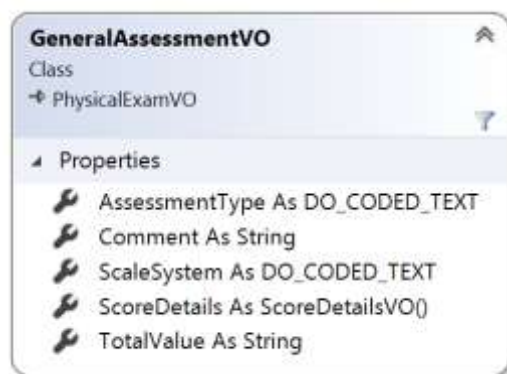 GeneralAssessmentVO
Class
PhysicalExamVO
Properties
AssessmentType As DO_CODED_TEXT
Comment As String
ScaleSystem As DO_CODED_TEXT
ScoreDetails As ScoreDetailsVO()
TotalValue As String